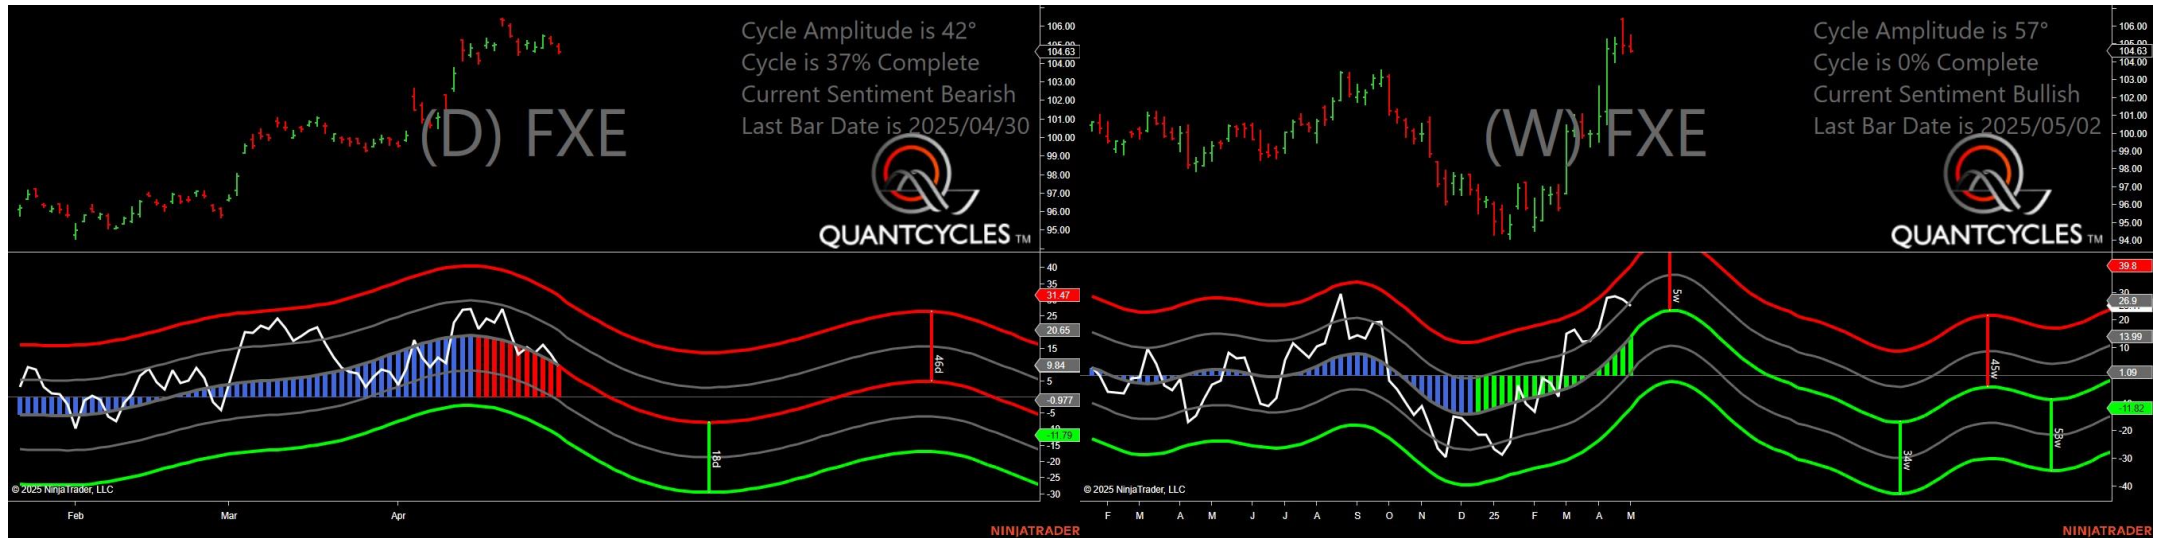 Cycle Amplitude is 42°
Cycle is 37% Complete
Current Sentiment Bearish
Last Bar Date is 2025/04/30
(D) FXE
QUANTCYCLES TM
106.00
104.63
104.00
103.00
102.00
101.00
100.00
99.00
98.00
97.00
96.00
95.00
40
35
31.47
25
20.65
15
9.84
5
-0.977
-5
-11.79
-15
-20
-25
-30
46d
18d
© 2025 NinjaTrader, LLC
Feb Mar Apr
NINJATRADER
Cycle Amplitude is 57°
Cycle is 0% Complete
Current Sentiment Bullish
Last Bar Date is 2025/05/02
(W) FXE
QUANTCYCLES TM
106.00
104.63
104.00
103.00
102.00
101.00
100.00
99.00
98.00
97.00
96.00
95.00
94.00
39.8
30
26.9
20
13.99
10
1.09
-11.82
-20
-30
-40
5w
45w
34w
53w
© 2025 NinjaTrader, LLC
F M A M J J A S O N D 25 F M A M
NINJATRADER